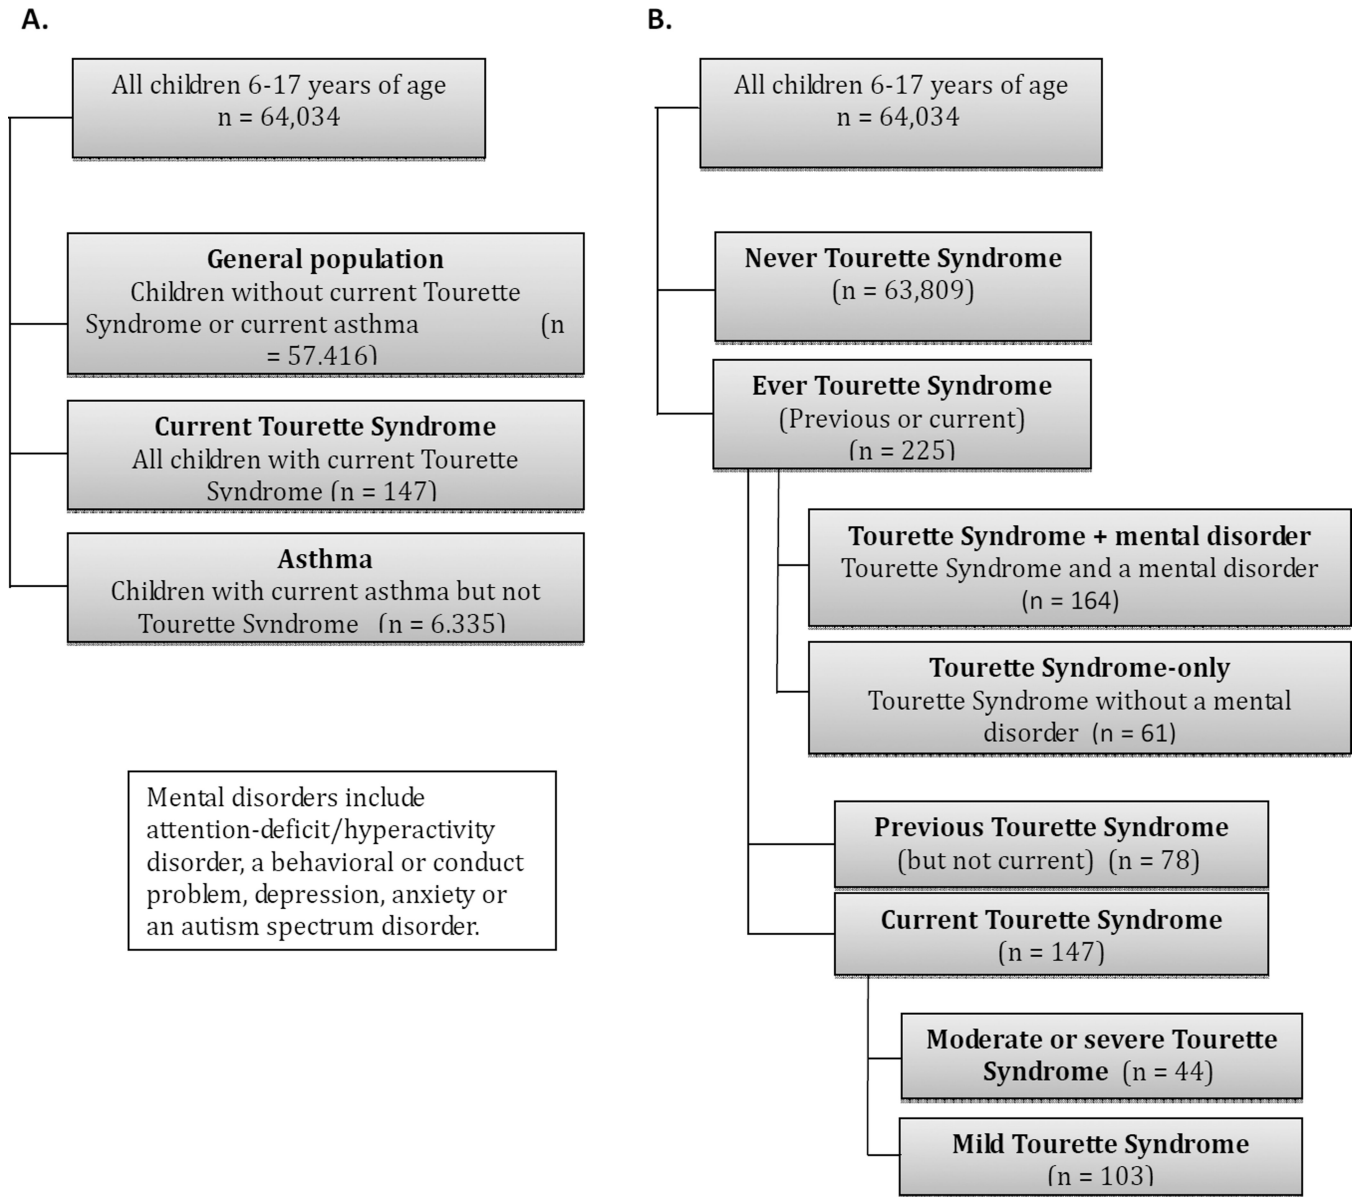 A.
All children 6-17 years of age
n = 64,034
General population
Children without current Tourette
Syndrome or current asthma (n
= 57,416)
Current Tourette Syndrome
All children with current Tourette
Syndrome (n = 147)
Asthma
Children with current asthma but not
Tourette Syndrome (n = 6,335)
Mental disorders include
attention-deficit/hyperactivity
disorder, a behavioral or conduct
problem, depression, anxiety or
an autism spectrum disorder.
B.
All children 6-17 years of age
n = 64,034
Never Tourette Syndrome
(n = 63,809)
Ever Tourette Syndrome
(Previous or current)
(n = 225)
Tourette Syndrome + mental disorder
Tourette Syndrome and a mental disorder
(n = 164)
Tourette Syndrome-only
Tourette Syndrome without a mental
disorder (n = 61)
Previous Tourette Syndrome
(but not current) (n = 78)
Current Tourette Syndrome
(n = 147)
Moderate or severe Tourette
Syndrome (n = 44)
Mild Tourette Syndrome
(n = 103)